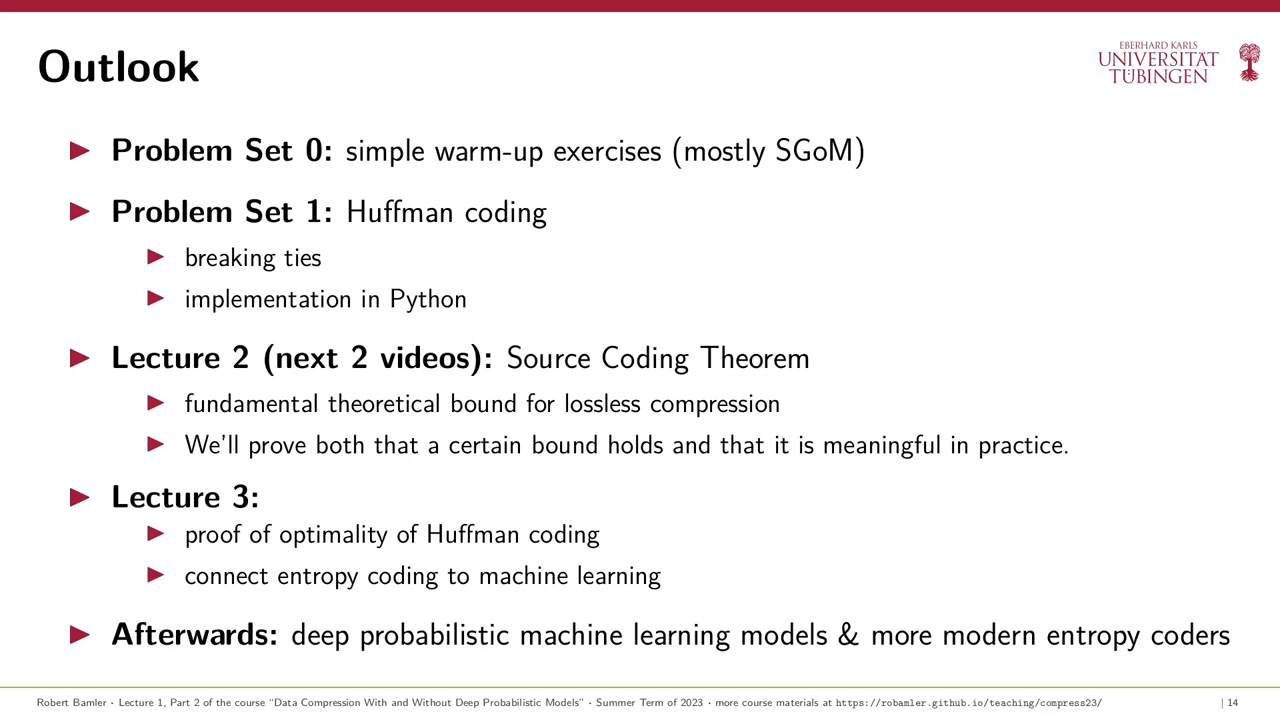 Outlook
EBERHARD KARLS
UNIVERSITÄT
TÜBINGEN
Problem Set 0: simple warm-up exercises (mostly SGoM)
Problem Set 1: Huffman coding
breaking ties
implementation in Python
Lecture 2 (next 2 videos): Source Coding Theorem
fundamental theoretical bound for lossless compression
We'll prove both that a certain bound holds and that it is meaningful in practice.
Lecture 3:
proof of optimality of Huffman coding
connect entropy coding to machine learning
Afterwards: deep probabilistic machine learning models & more modern entropy coders
Robert Bamler · Lecture 1, Part 2 of the course “Data Compression With and Without Deep Probabilistic Models” · Summer Term of 2023 · more course materials at https://robamler.github.io/teaching/compress23/ | 14